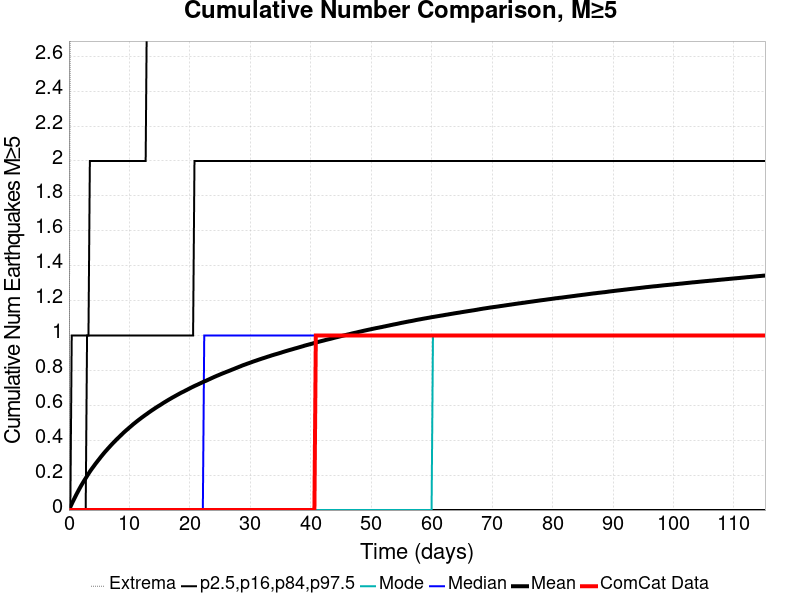 Cumulative Number Comparison, M≥5
Cumulative Num Earthquakes M≥5
2.6
2.4
2.2
2
1.8
1.6
1.4
1.2
1
0.8
0.6
0.4
0.2
0
0 10 20 30 40 50 60 70 80 90 100 110
Time (days)
Extrema p2.5,p16,p84,p97.5 Mode Median Mean ComCat Data